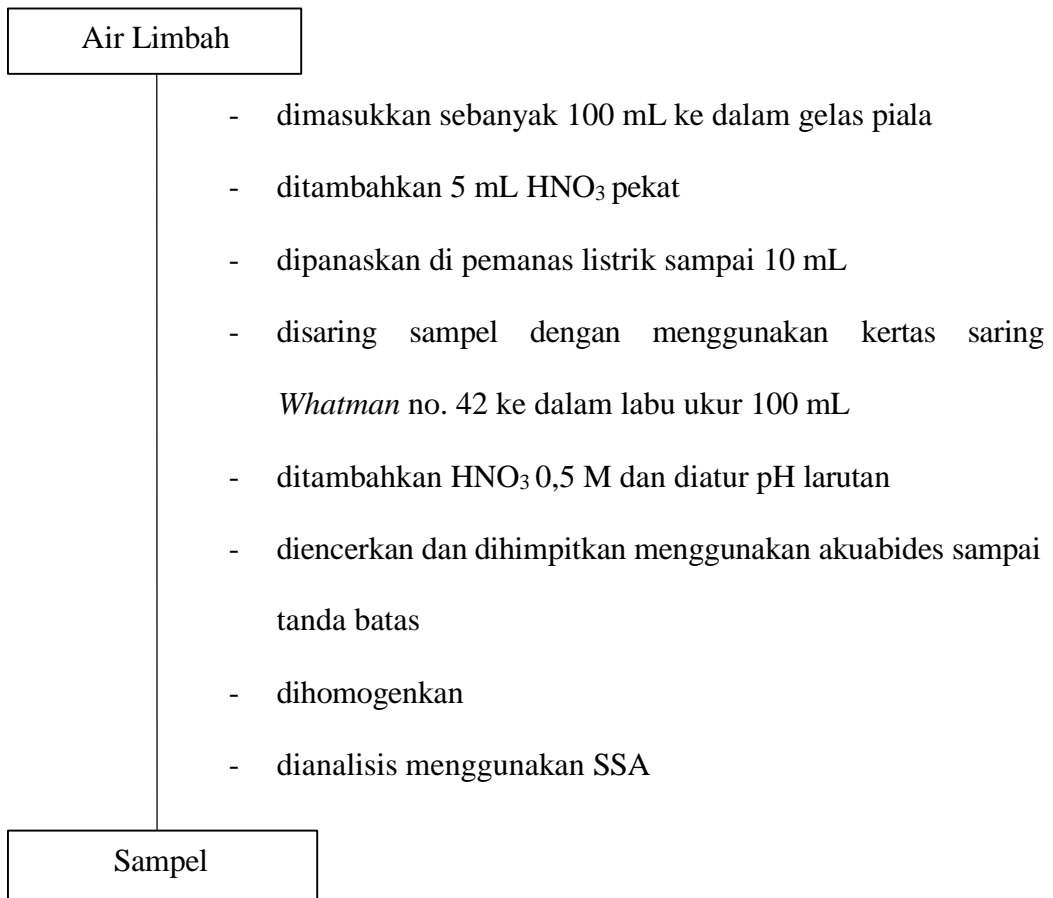 Air Limbah
- dimasukkan sebanyak 100 mL ke dalam gelas piala
- ditambahkan 5 mL HNO₃ pekat
- dipanaskan di pemanas listrik sampai 10 mL
- disaring sampel dengan menggunakan kertas saring
Whatman no. 42 ke dalam labu ukur 100 mL
- ditambahkan HNO₃ 0,5 M dan diatur pH larutan
- diencerkan dan dihimpitkan menggunakan akuabides sampai
tanda batas
- dihomogenkan
- dianalisis menggunakan SSA
Sampel